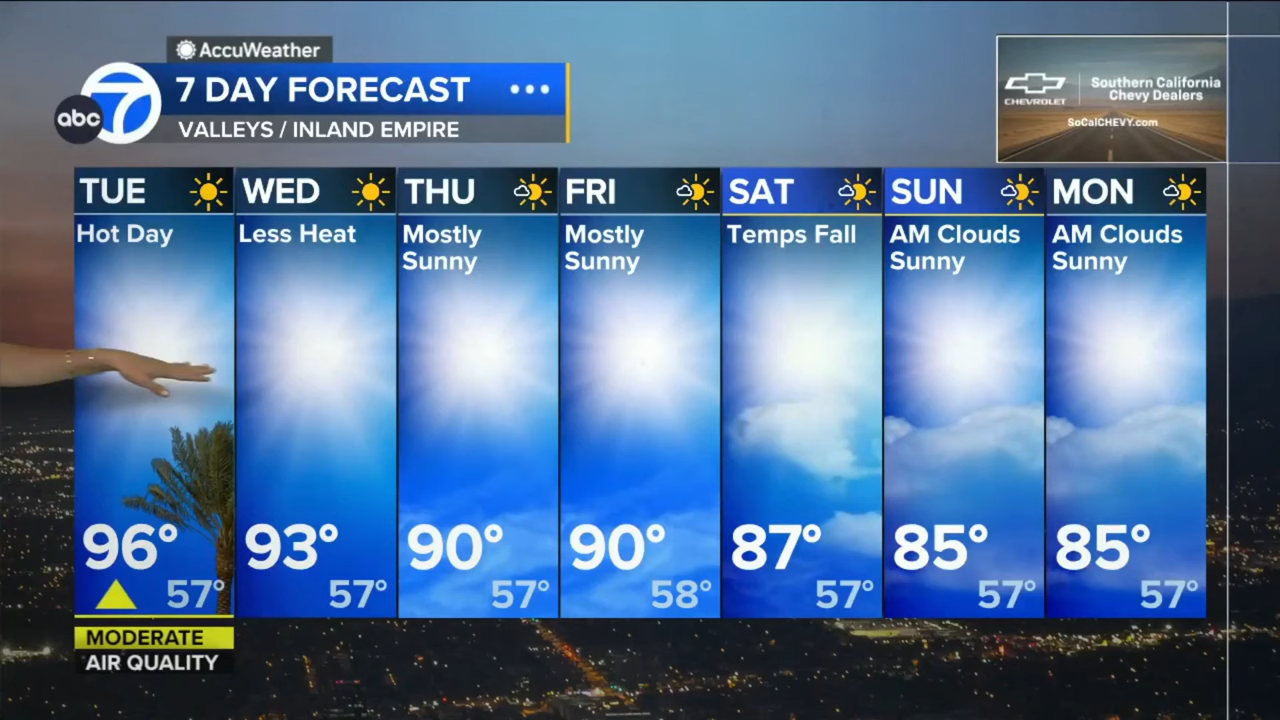 AccuWeather
abc 7
7 DAY FORECAST
VALLEYS / INLAND EMPIRE
CHEVROLET
Southern California
Chevy Dealers
SoCalCHEVY.com
TUE
Hot Day
96°
57°
MODERATE
AIR QUALITY
WED
Less Heat
93°
57°
THU
Mostly
Sunny
90°
57°
FRI
Mostly
Sunny
90°
58°
SAT
Temps Fall
87°
57°
SUN
AM Clouds
Sunny
85°
57°
MON
AM Clouds
Sunny
85°
57°